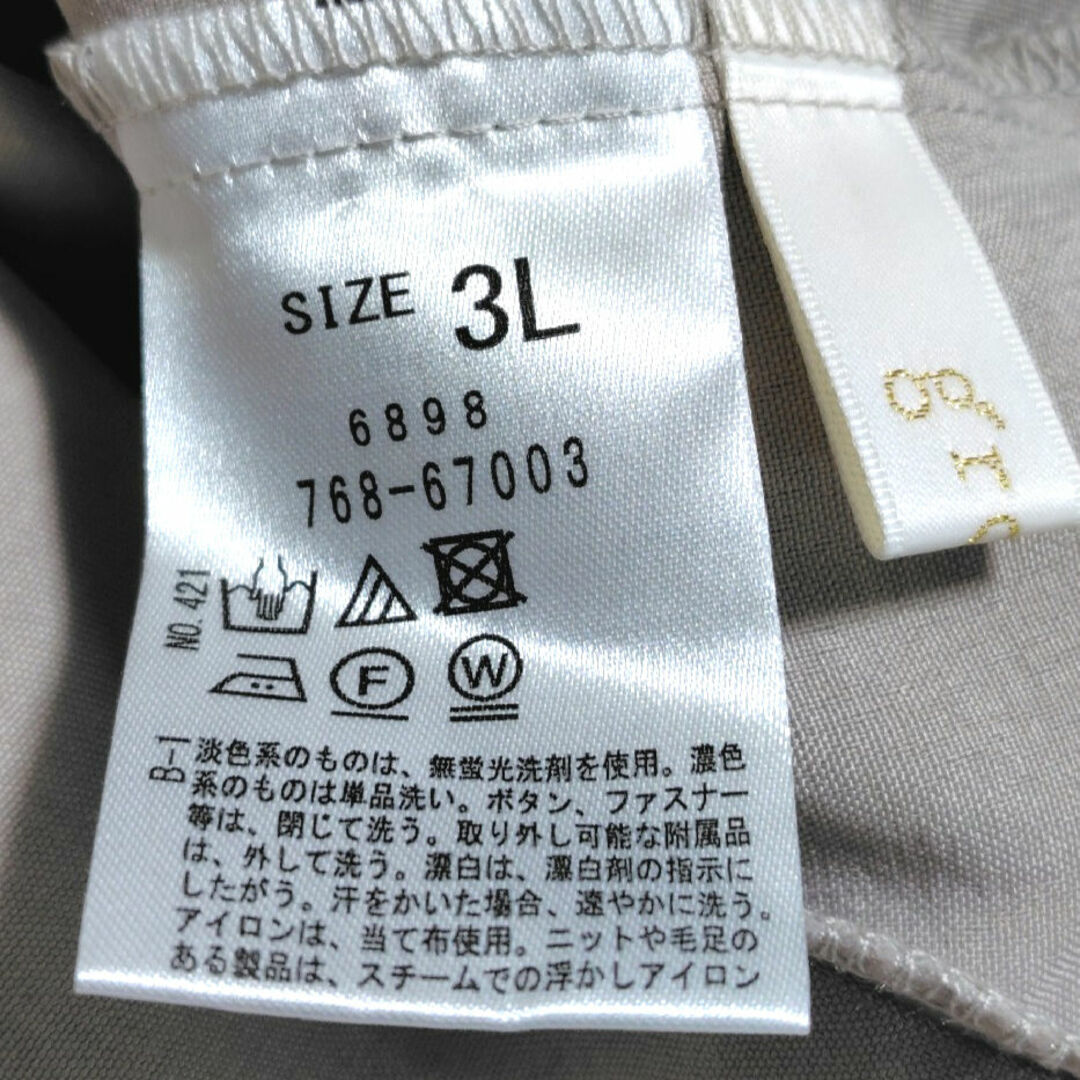 SIZE 3L
6898
768-67003
NO. 421
F
W
B-1
淡色系のものは、無蛍光洗剤を使用。濃色
系のものは単品洗い。ボタン、ファスナー
等は、閉じて洗う。取り外し可能な附属品
は、外して洗う。漂白は、漂白剤の指示に
したがう。汗をかいた場合、速やかに洗う。
アイロンは、当て布使用。ニットや毛足の
ある製品は、スチームでの浮かしアイロン
gr